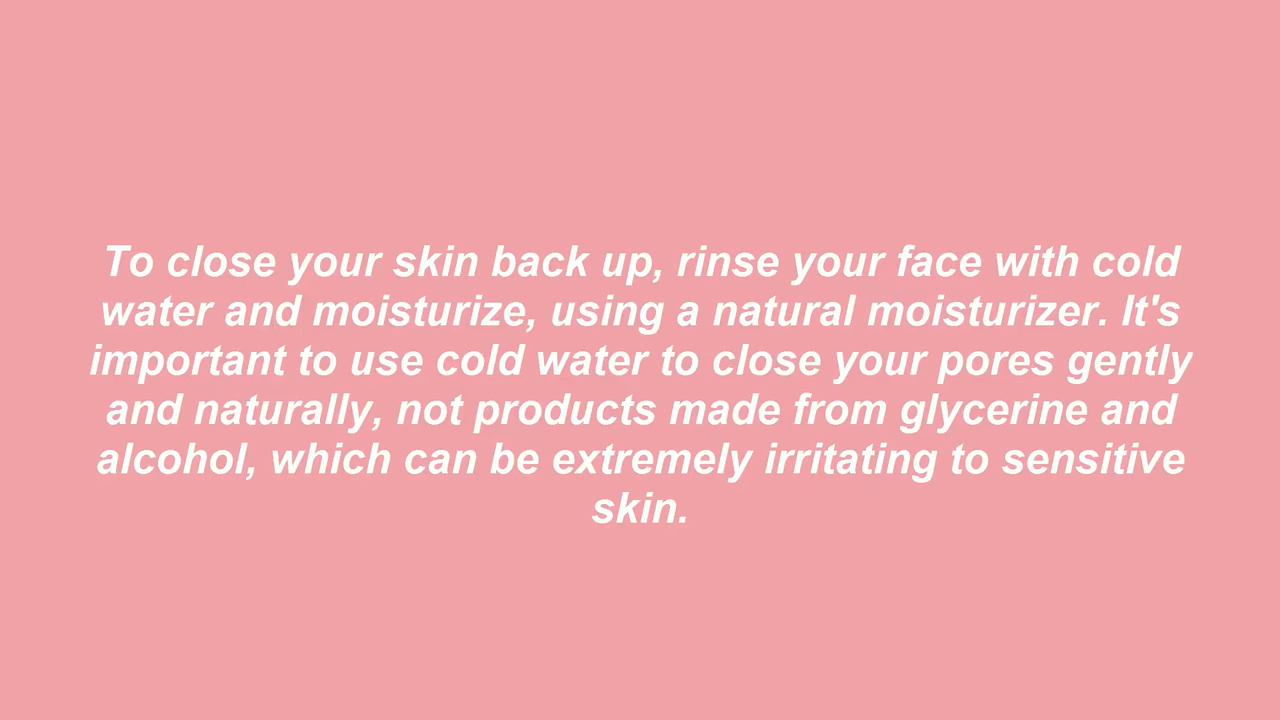 To close your skin back up, rinse your face with cold
water and moisturize, using a natural moisturizer. It's
important to use cold water to close your pores gently
and naturally, not products made from glycerine and
alcohol, which can be extremely irritating to sensitive
skin.